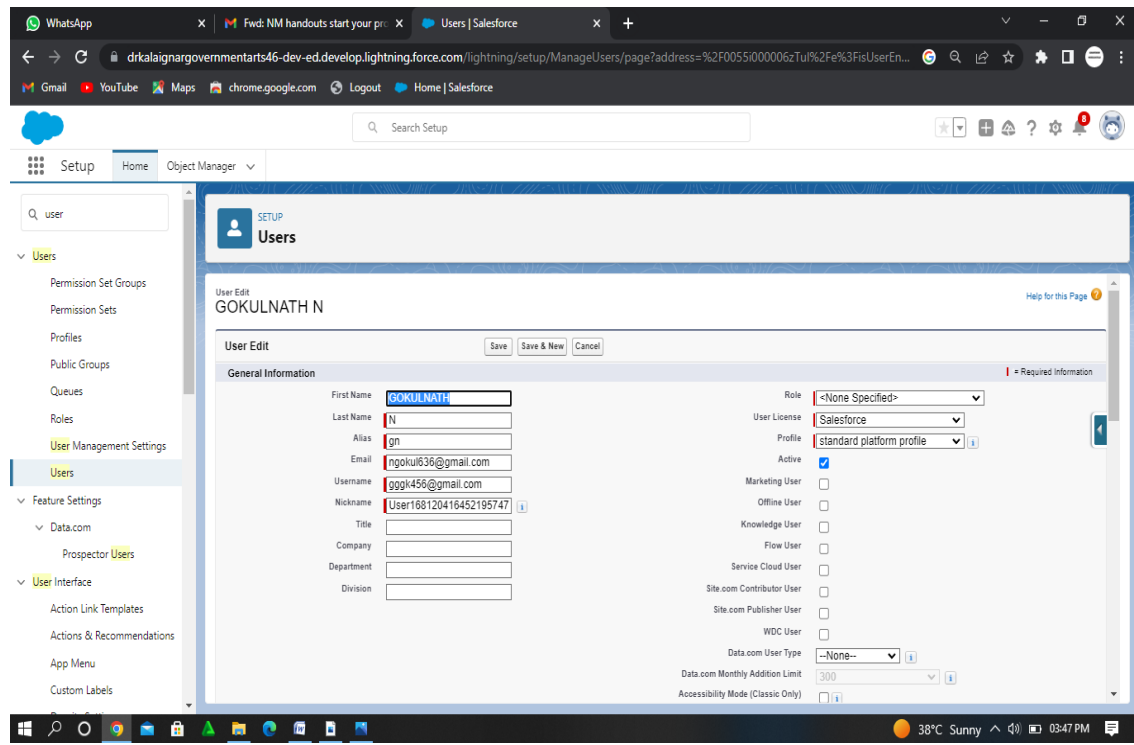 WhatsApp
Fwd: NM handouts start your pro
Users | Salesforce
drkalaignargovernmentarts46-dev-ed.develop.lightning.force.com/lightning/setup/ManageUsers/page?address=%2F0055i000006zTul%2Fe%3FisUserEn...
Gmail YouTube Maps chrome.google.com Logout Home | Salesforce
Search Setup
8
Setup Home Object Manager
user
SETUP
Users
Users
Permission Set Groups
Permission Sets
Profiles
Public Groups
Queues
Roles
User Management Settings
Users
Feature Settings
Data.com
Prospector Users
User Interface
Action Link Templates
Actions & Recommendations
App Menu
Custom Labels
User Edit
GOKULNATH N
Help for this Page
User Edit Save Save & New Cancel
General Information = Required Information
First Name GOKULNATH
Last Name N
Alias gn
Email ngokul636@gmail.com
Username gggk456@gmail.com
Nickname User168120416452195747
Title
Company
Department
Division
Role <None Specified>
User License Salesforce
Profile standard platform profile
Active
Marketing User
Offline User
Knowledge User
Flow User
Service Cloud User
Site.com Contributor User
Site.com Publisher User
WDC User
Data.com User Type --None--
Data.com Monthly Addition Limit 300
Accessibility Mode (Classic Only)
38°C Sunny 03:47 PM